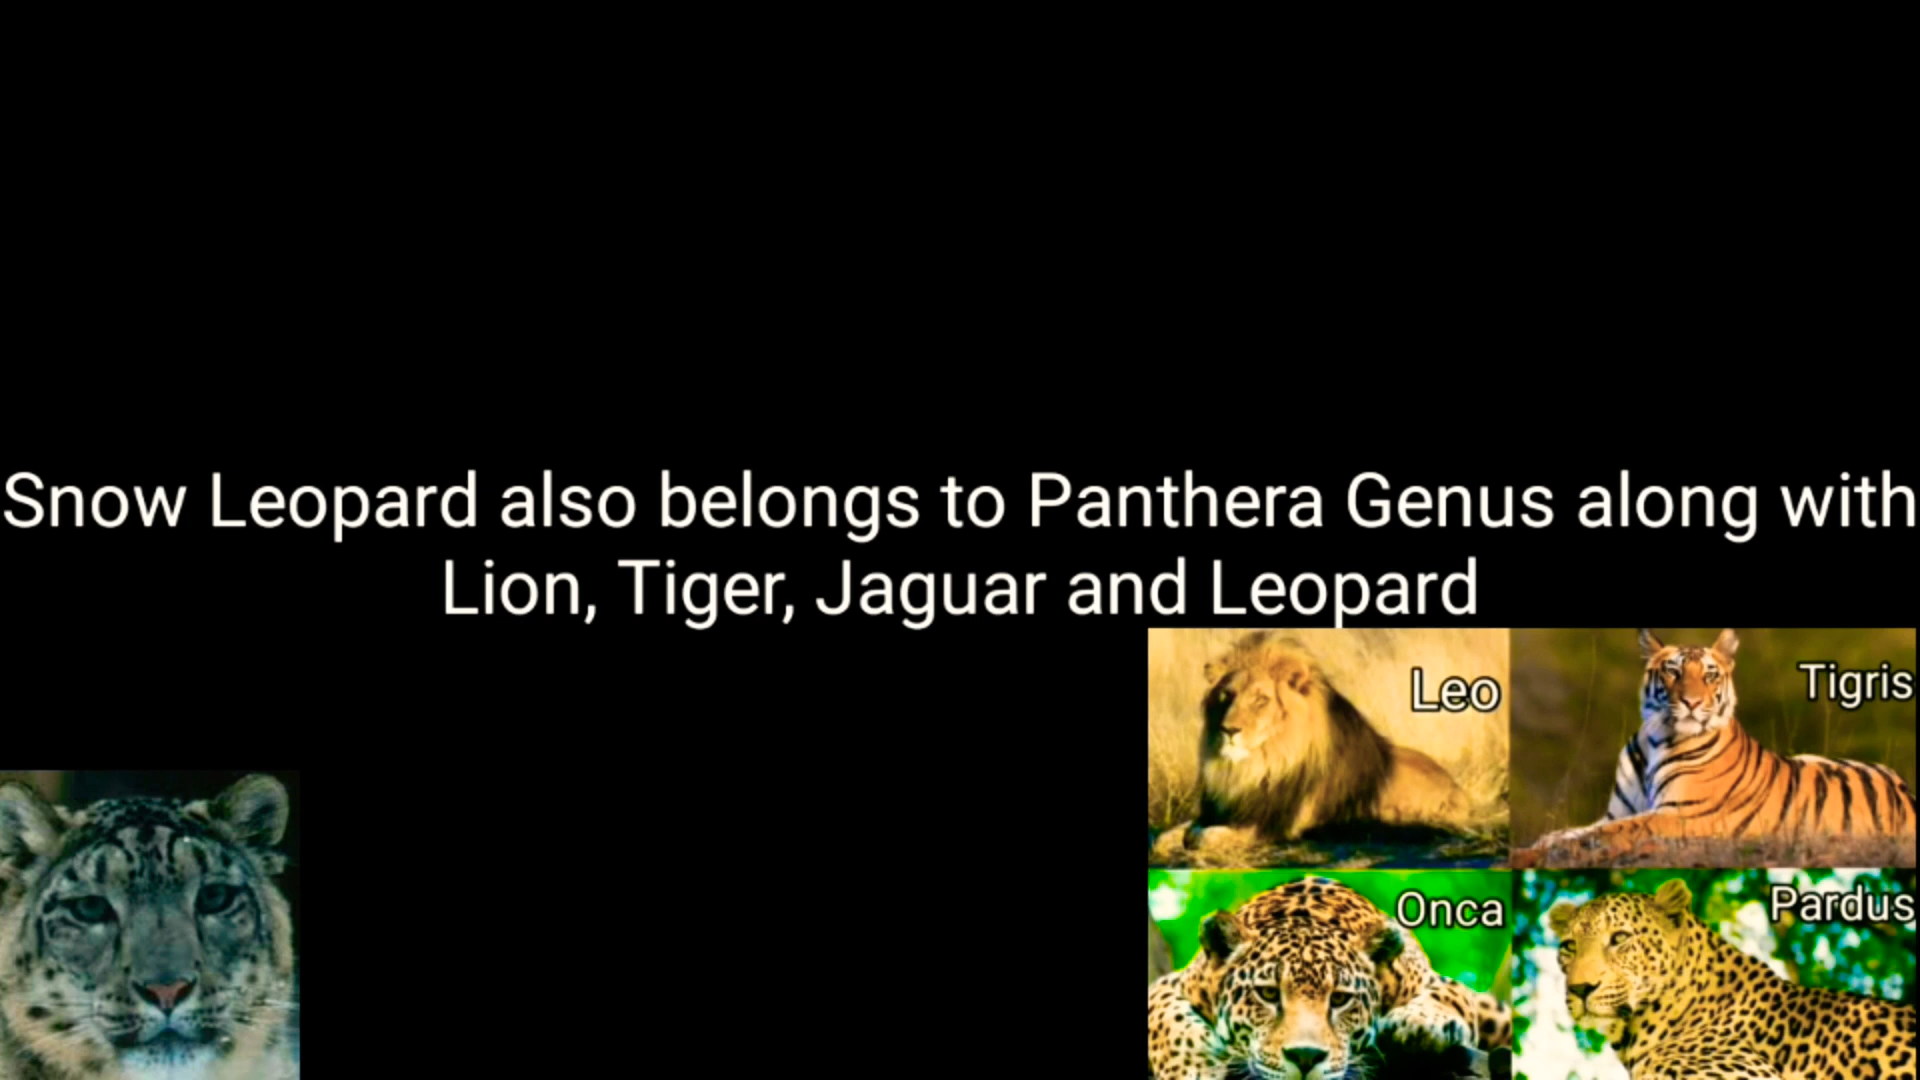 Snow Leopard also belongs to Panthera Genus along with
Lion, Tiger, Jaguar and Leopard
Leo
Tigris
Onca
Pardus